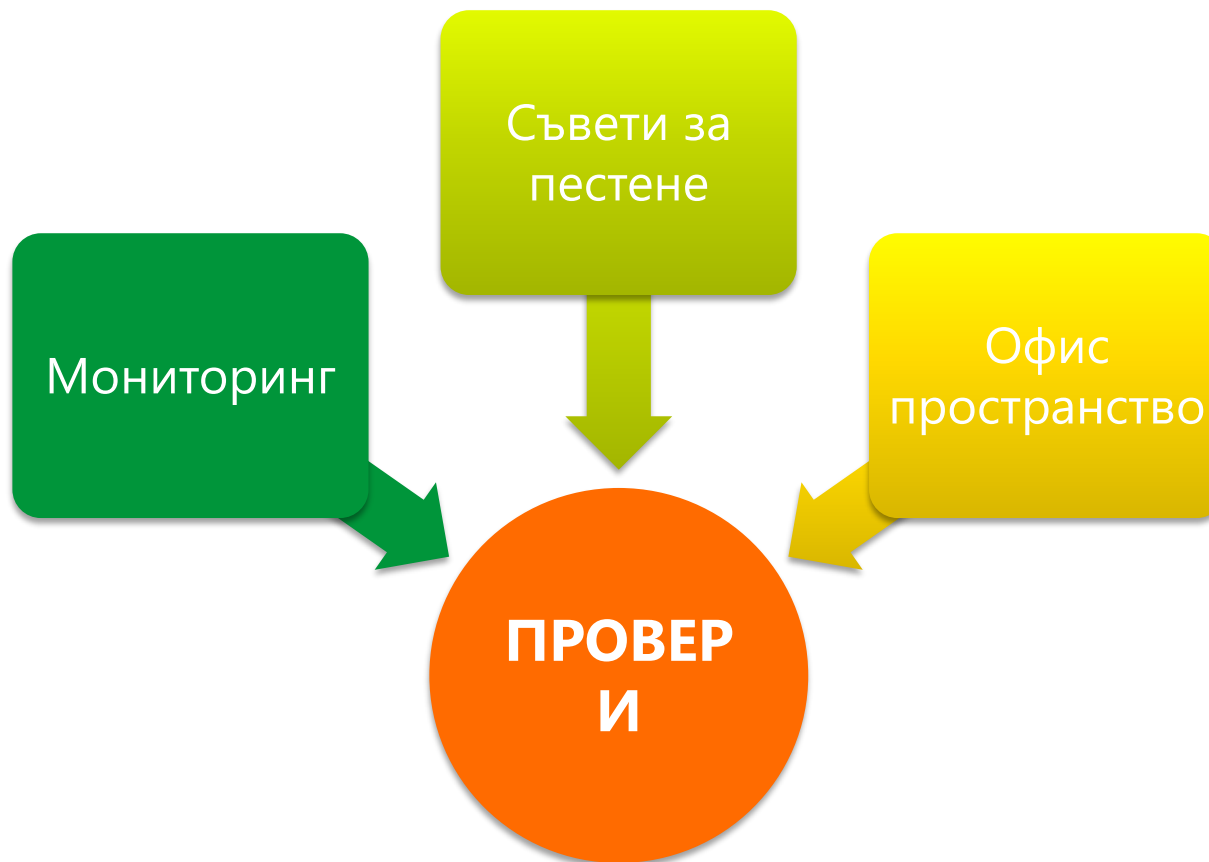 Съвети за
пестене
Мониторинг
Офис
пространство
ПРОВЕР
И